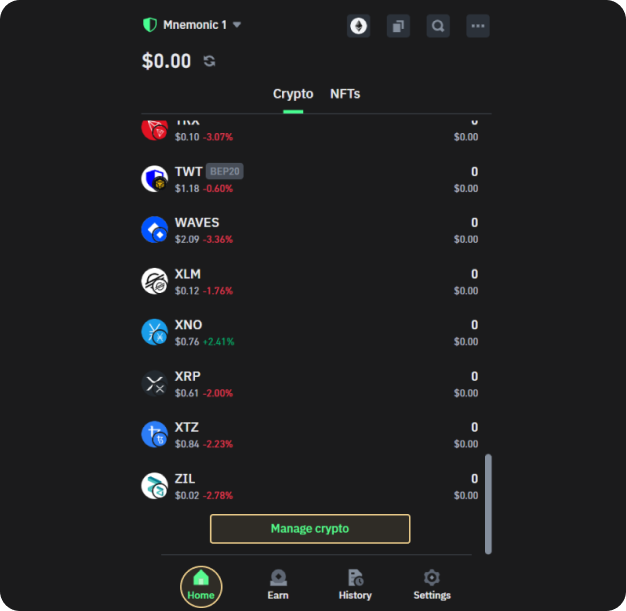 Mnemonic 1
$0.00
Crypto NFTs
TRX 0
$0.10 -3.07% $0.00
TWT BEP20 0
$1.18 -0.60% $0.00
WAVES 0
$2.09 -3.36% $0.00
XLM 0
$0.12 -1.76% $0.00
XNO 0
$0.76 +2.41% $0.00
XRP 0
$0.61 -2.00% $0.00
XTZ 0
$0.84 -2.23% $0.00
ZIL 0
$0.02 -2.78% $0.00
Manage crypto
Home Earn History Settings